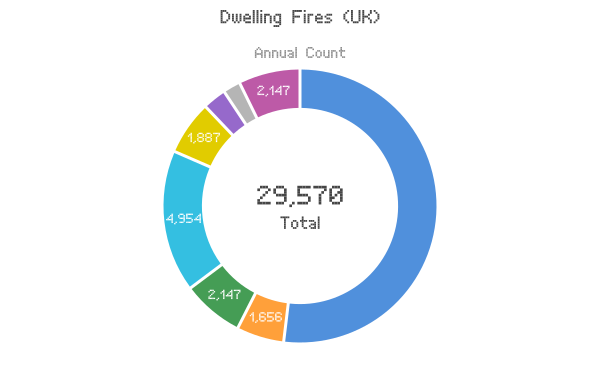 Dwelling Fires (UK)
Annual Count
2,147
1,887
4,954
29,570
Total
2,147
1,656